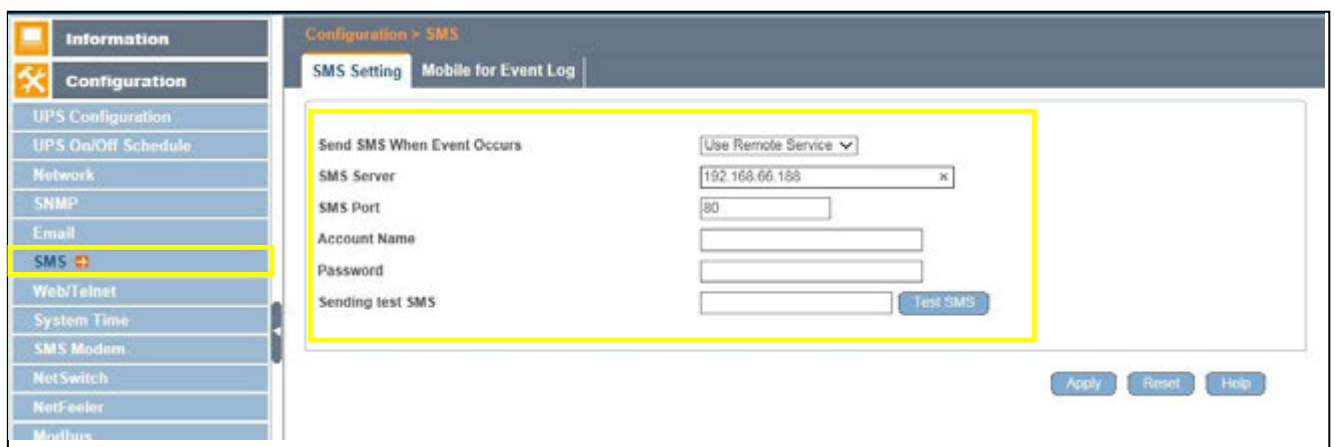 Information
Configuration
UPS Configuration
UPS On/Off Schedule
Network
SNMP
Email
SMS
Web/Telnet
System Time
SMS Modem
NetSwitch
NetFeeler
Modbus
Configuration > SMS
SMS Setting Mobile for Event Log
Send SMS When Event Occurs Use Remote Service
SMS Server 192.168.66.188 ×
SMS Port 80
Account Name
Password
Sending test SMS Test SMS
Apply Reset Help